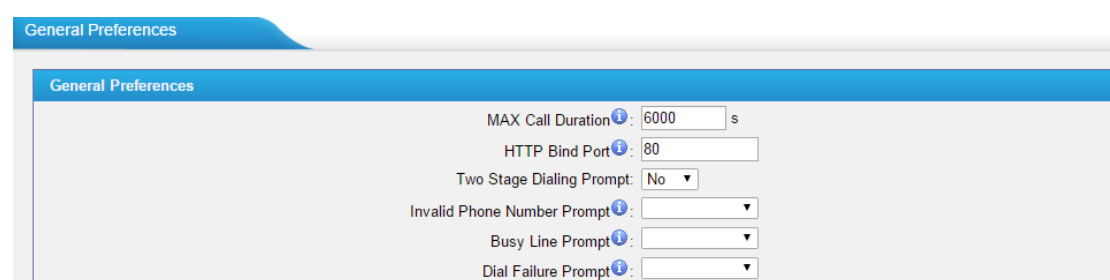 General Preferences
General Preferences
MAX Call Duration i : 6000 s
HTTP Bind Port i : 80
Two Stage Dialing Prompt: No
Invalid Phone Number Prompt i :
Busy Line Prompt i :
Dial Failure Prompt i :